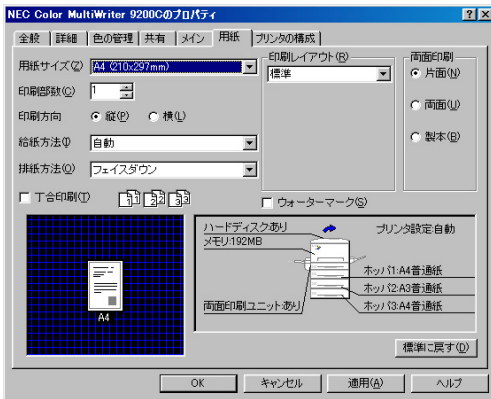 NEC Color MultiWriter 9200Cのプロパティ
全般 詳細 色の管理 共有 メイン 用紙 プリンタの構成
用紙サイズ(Z) A4 (210x297mm)
印刷部数(C) 1
印刷方向 縦(P) 横(L)
給紙方法(I) 自動
排紙方法(O) フェイスダウン
丁合印刷(T)
印刷レイアウト(R)
標準
両面印刷
片面(N)
両面(U)
製本(B)
ウォーターマーク(S)
A4
ハードディスクあり
メモリ:192MB
プリンタ設定:自動
ホッパ1:A4普通紙
ホッパ2:A3普通紙
ホッパ3:A4普通紙
両面印刷ユニット:あり
標準に戻す(D)
OK キャンセル 適用(A) ヘルプ